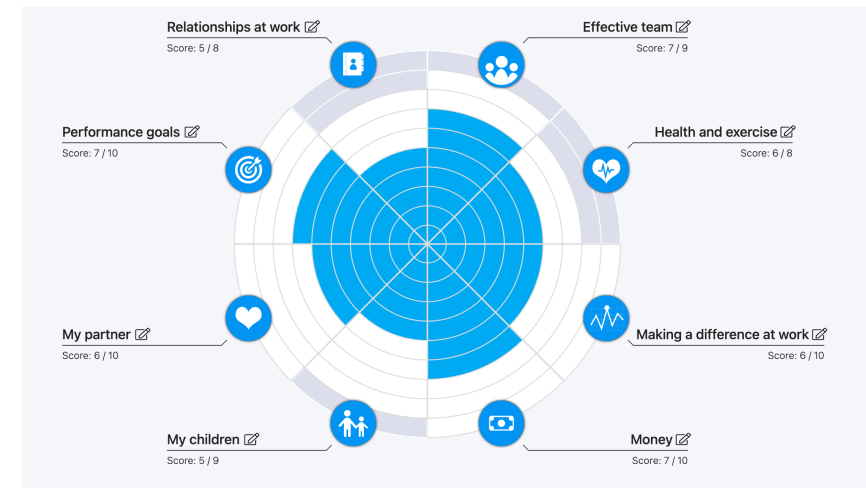 Relationships at work
Score: 5 / 8
Effective team
Score: 7 / 9
Performance goals
Score: 7 / 10
Health and exercise
Score: 6 / 8
My partner
Score: 6 / 10
Making a difference at work
Score: 6 / 10
My children
Score: 5 / 9
Money
Score: 7 / 10